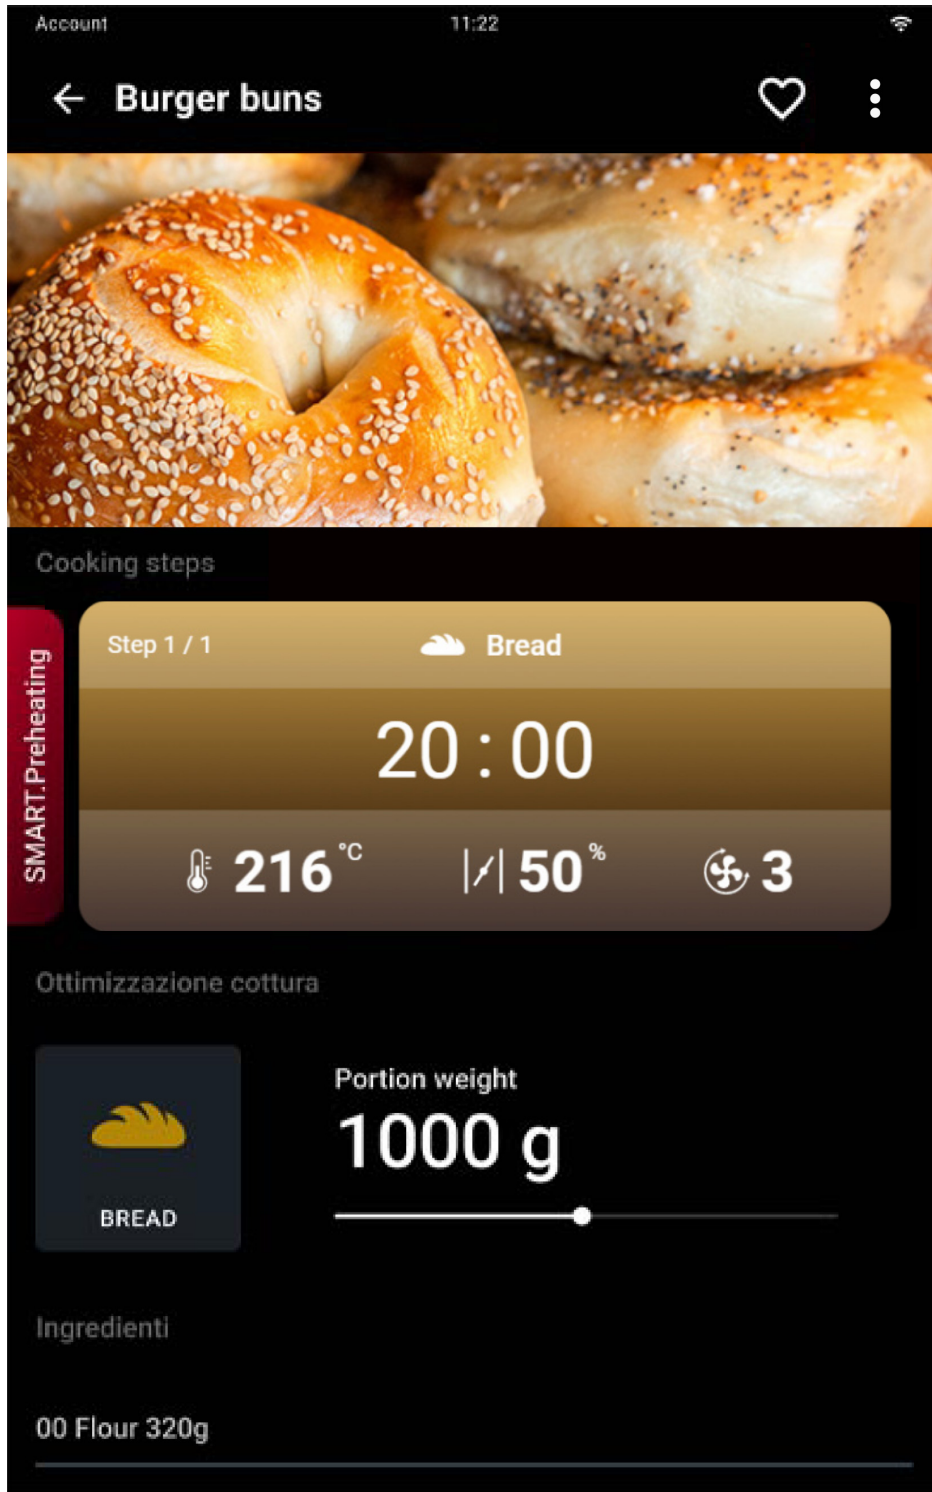 Account 11:22
Burger buns
Cooking steps
SMART.Preheating
Step 1 / 1 Bread
20 : 00
216 °C 50 % 3
Ottimizzazione cottura
Portion weight
1000 g
BREAD
Ingredienti
00 Flour 320g